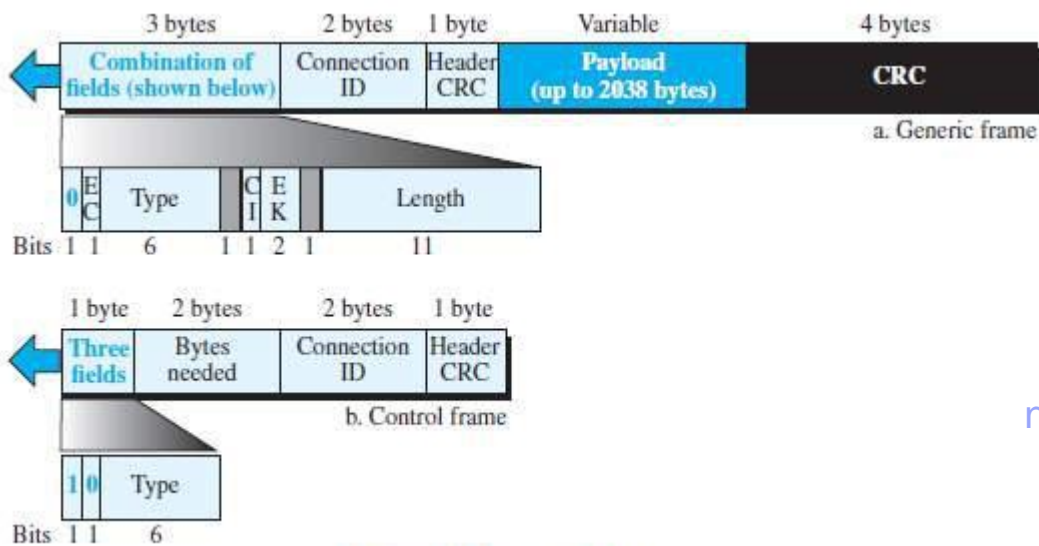 3 bytes 2 bytes 1 byte Variable 4 bytes
Combination of fields (shown below)
Connection ID
Header CRC
Payload (up to 2038 bytes)
CRC
a. Generic frame
0 EC Type CI EK Length
Bits 1 1 6 1 1 2 1 11
1 byte 2 bytes 2 bytes 1 byte
Three fields
Bytes needed
Connection ID
Header CRC
b. Control frame
1 0 Type
Bits 1 1 6